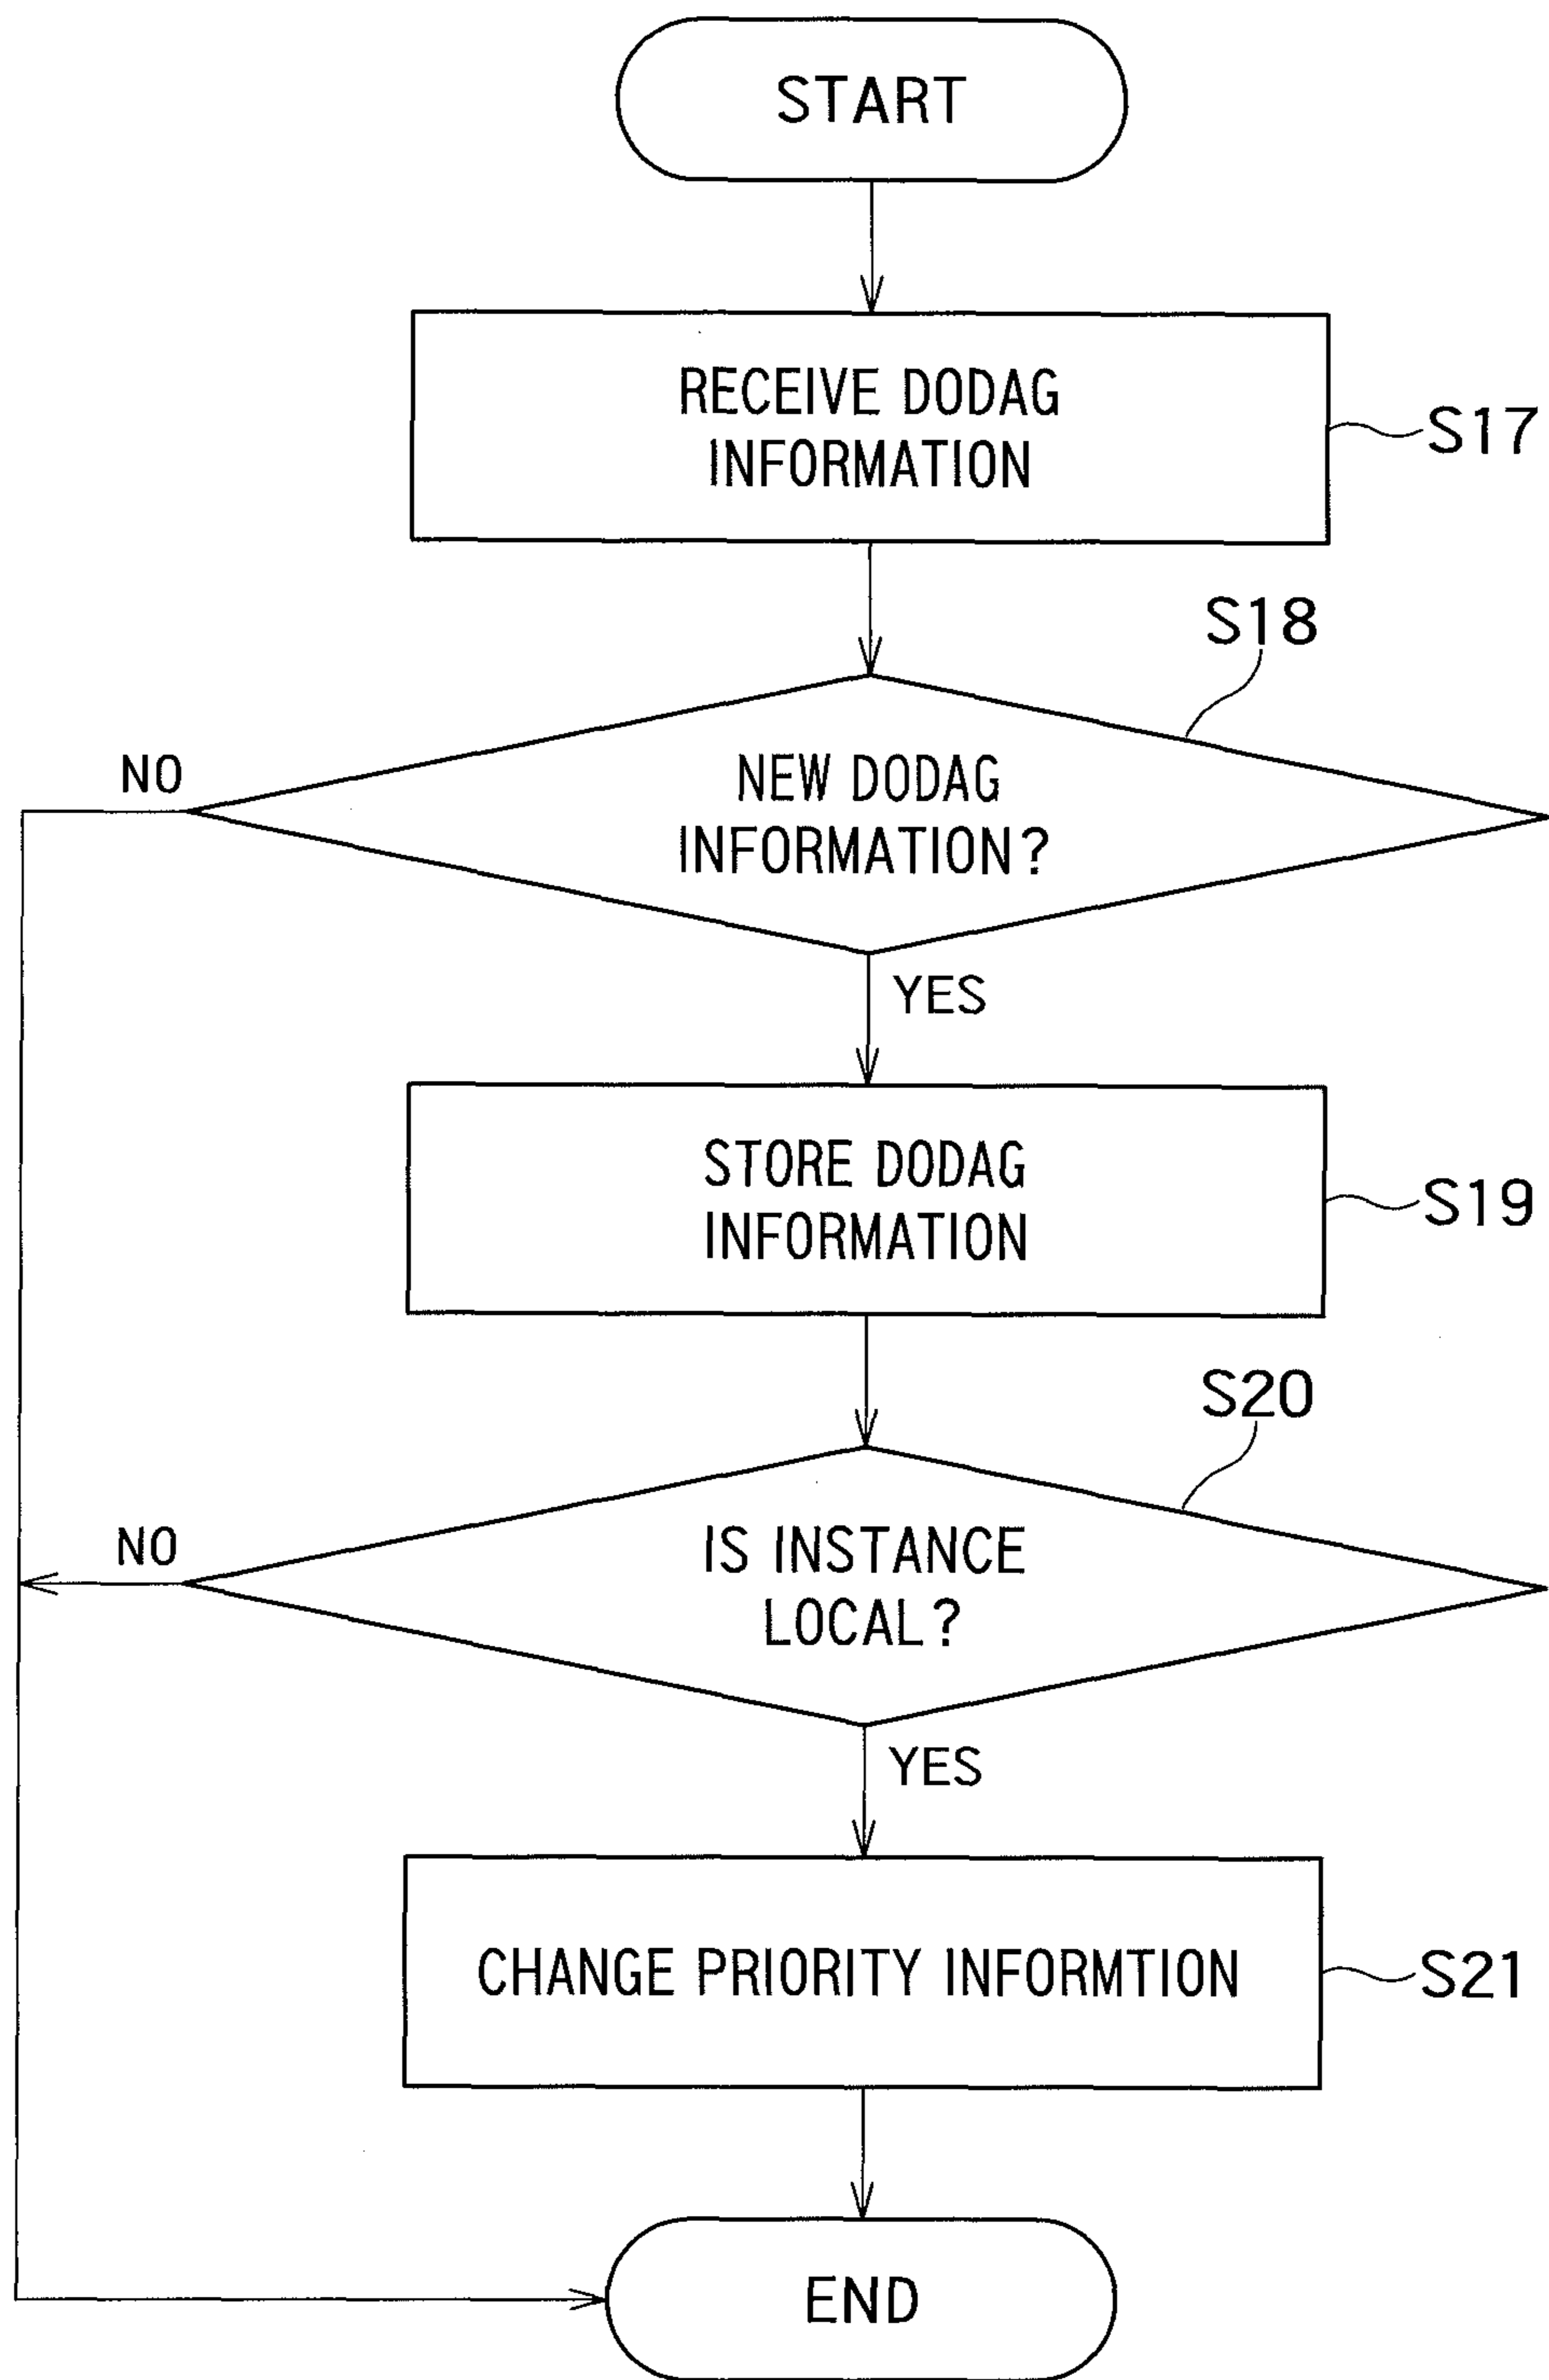 START
RECEIVE DODAG
INFORMATION
S17
S18
NO
NEW DODAG
INFORMATION?
YES
STORE DODAG
INFORMATION
S19
S20
NO
IS INSTANCE
LOCAL?
YES
CHANGE PRIORITY INFORMTION
S21
END